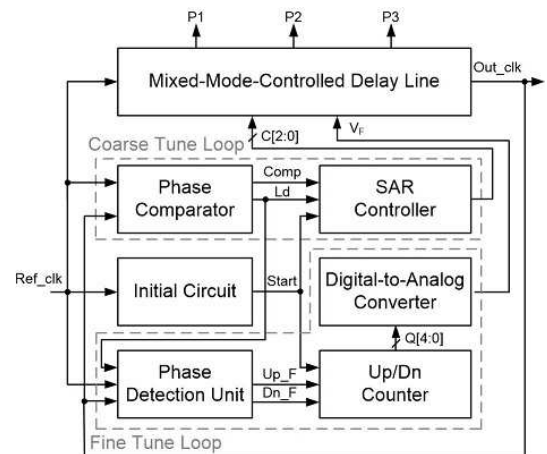 P1 P2 P3
Mixed-Mode-Controlled Delay Line
Out_clk
C[2:0]
VF
Coarse Tune Loop
Phase
Comparator
Comp
Ld
SAR
Controller
Ref_clk
Initial Circuit
Start
Digital-to-Analog
Converter
Q[4:0]
Phase
Detection Unit
Up_F
Dn_F
Up/Dn
Counter
Fine Tune Loop